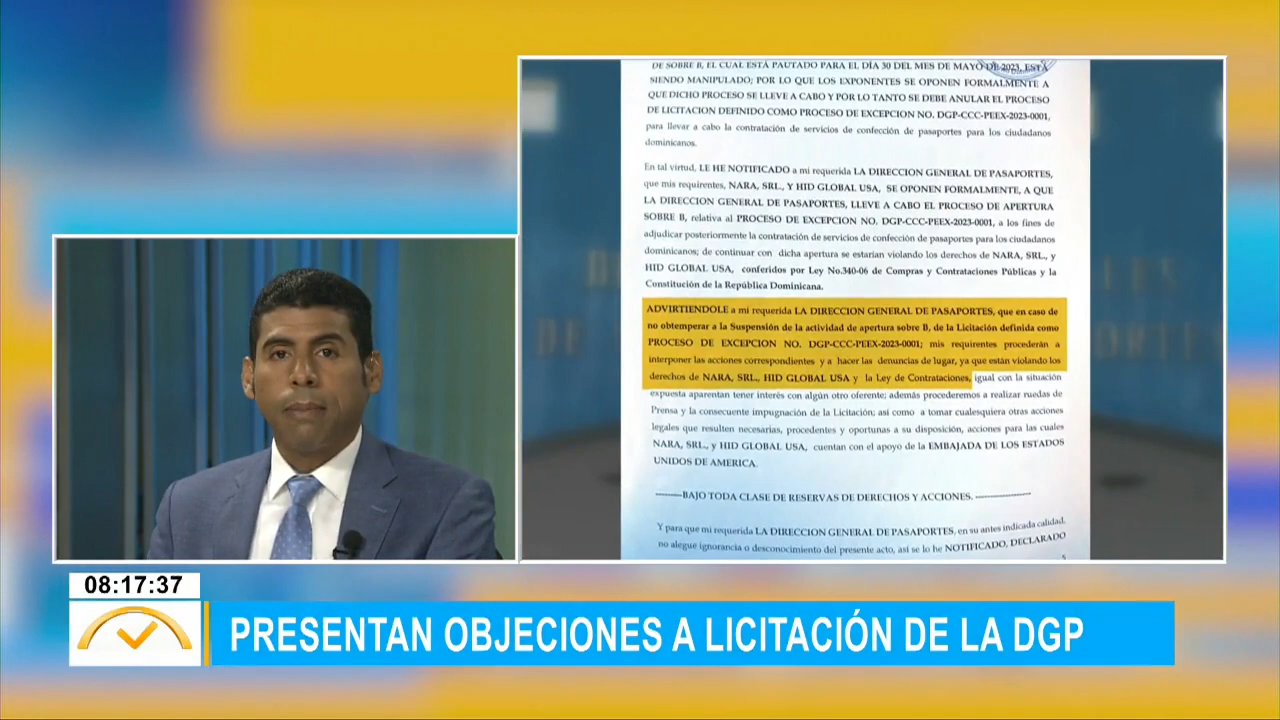 DE SOBRE B, EL CUAL ESTÁ PAUTADO PARA EL DÍA 30 DEL MES DE MAYO DE 2023, ESTÁ
SIENDO MANIPULADO; POR LO QUE LOS EXPONENTES SE OPONEN FORMALMENTE A
QUE DICHO PROCESO SE LLEVE A CABO Y POR LO TANTO SE DEBE ANULAR EL PROCESO
DE LICITACION DEFINIDO COMO PROCESO DE EXCEPCION NO. DGP-CCC-PEEX-2023-0001,
para llevar a cabo la contratación de servicios de confección de pasaportes para los ciudadanos
dominicanos.
En tal virtud, LE HE NOTIFICADO a mi requerida LA DIRECCION GENERAL DE PASAPORTES,
que mis requirentes, NARA, SRL., Y HID GLOBAL USA, SE OPONEN FORMALMENTE, A QUE
LA DIRECCION GENERAL DE PASAPORTES, LLEVE A CABO EL PROCESO DE APERTURA
SOBRE B, relativa al PROCESO DE EXCEPCION NO. DGP-CCC-PEEX-2023-0001, a los fines de
adjudicar posteriormente la contratación de servicios de confección de pasaportes para los ciudadanos
dominicanos; de continuar con dicha apertura se estarían violando los derechos de NARA, SRL., y
HID GLOBAL USA, conferidos por Ley No.340-06 de Compras y Contrataciones Públicas y la
Constitución de la República Dominicana.
ADVIRTIENDOLE a mi requerida LA DIRECCION GENERAL DE PASAPORTES, que en caso de
no obtemperar a la Suspensión de la actividad de apertura sobre B, de la Licitación definida como
PROCESO DE EXCEPCION NO. DGP-CCC-PEEX-2023-0001; mis requirentes procederán a
interponer las acciones correspondientes y a hacer las denuncias de lugar, ya que están violando los
derechos de NARA, SRL., HID GLOBAL USA y la Ley de Contrataciones, igual con la situación
expuesta aparentan tener interés con algún otro oferente; además procederemos a realizar ruedas de
Prensa y la consecuente impugnación de la Licitación; así como a tomar cualesquiera otras acciones
legales que resulten necesarias, procedentes y oportunas a su disposición, acciones para las cuales
NARA, SRL., y HID GLOBAL USA, cuentan con el apoyo de la EMBAJADA DE LOS ESTADOS
UNIDOS DE AMERICA.
--------BAJO TODA CLASE DE RESERVAS DE DERECHOS Y ACCIONES. ----------------
Y para que mi requerida LA DIRECCION GENERAL DE PASAPORTES, en su antes indicada calidad,
no alegue ignorancia o desconocimiento del presente acto, así se lo he NOTIFICADO, DECLARADO
08:17:37
PRESENTAN OBJECIONES A LICITACIÓN DE LA DGP